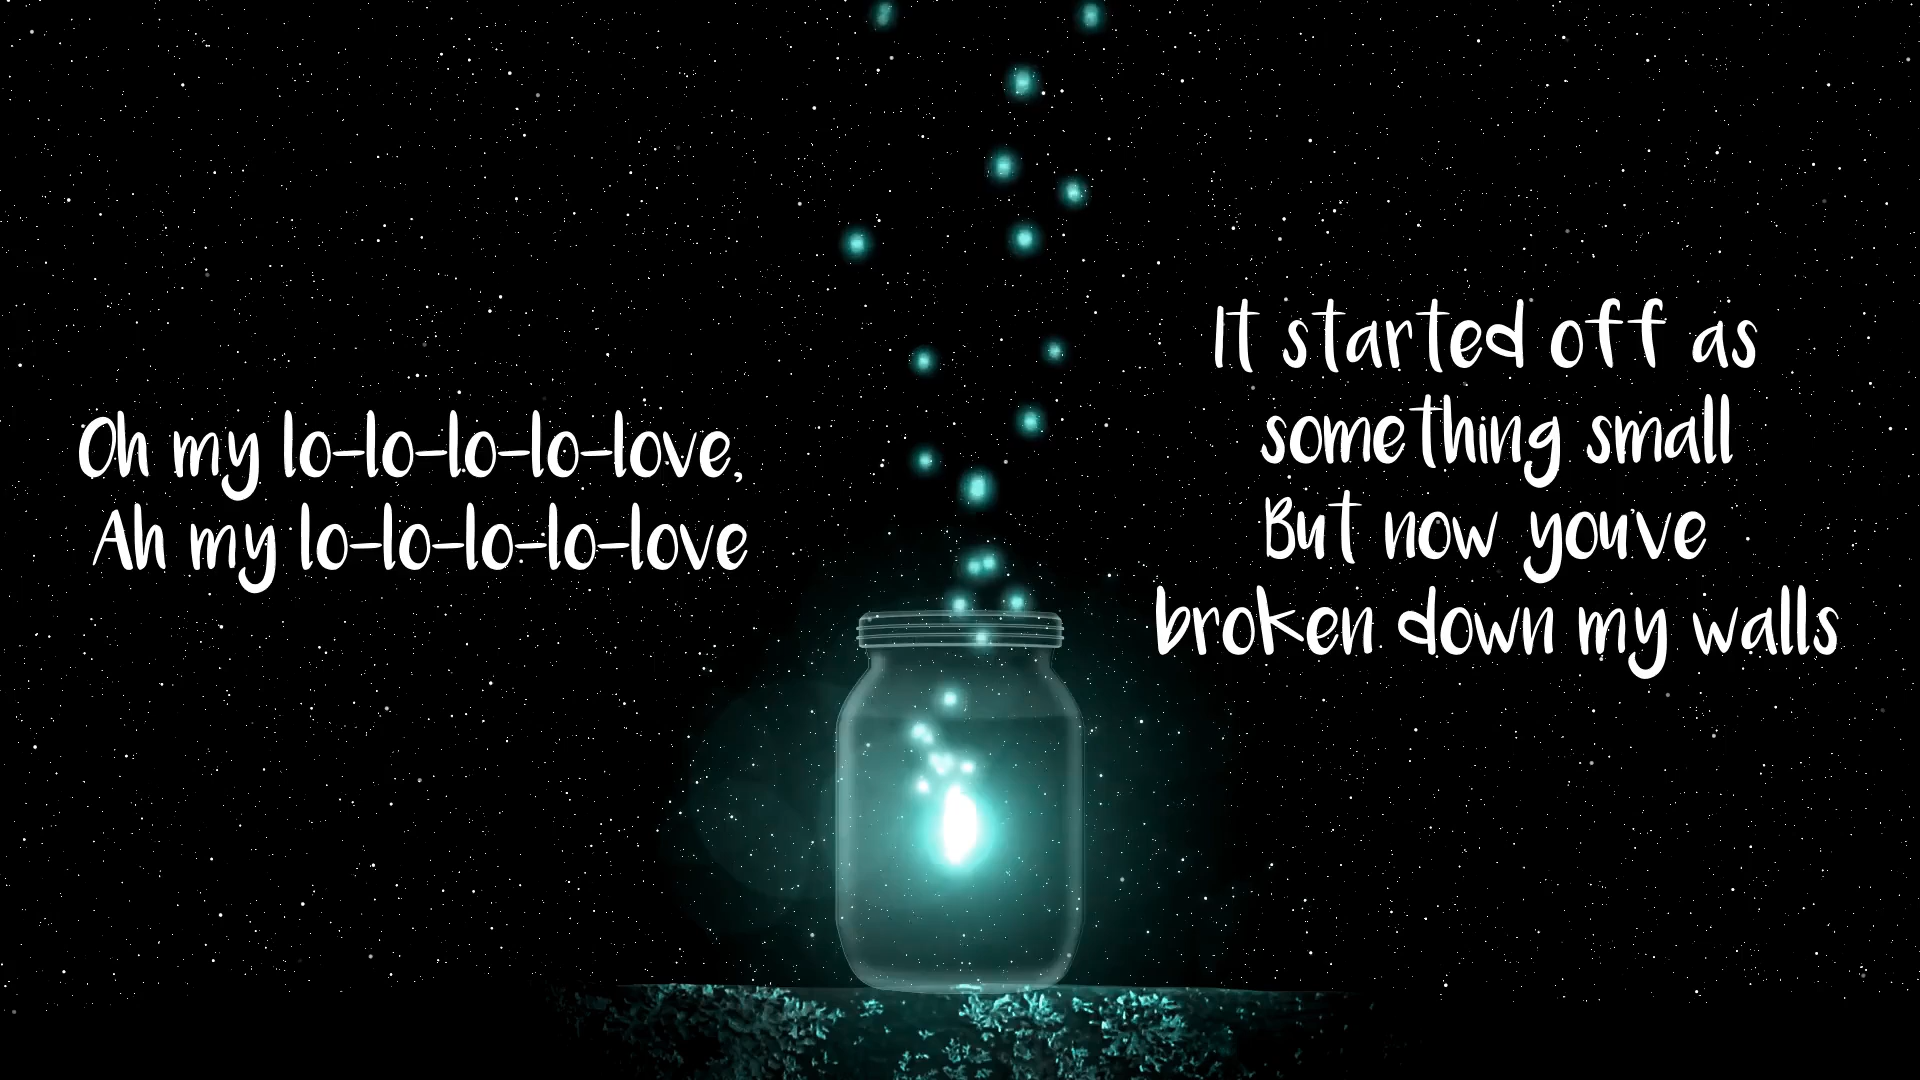 Oh my lo-lo-lo-lo-love,
Ah my lo-lo-lo-lo-love
It started off as
something small
But now youve
broken down my walls